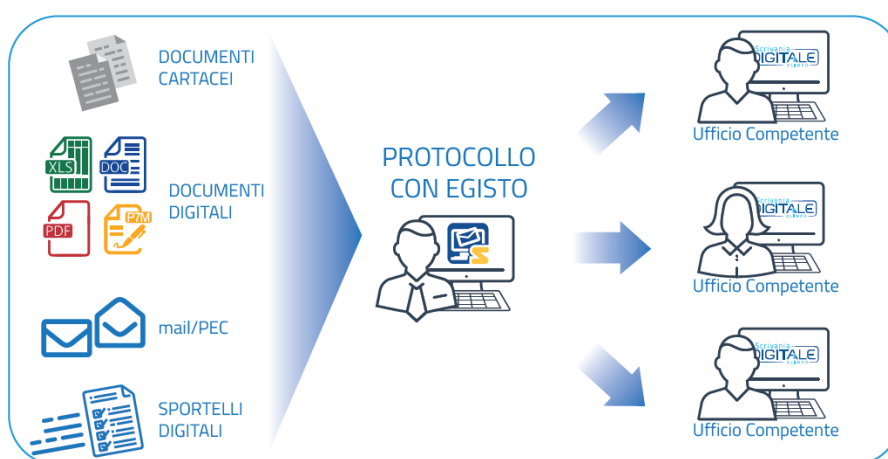 DOCUMENTI
CARTACEI
XLS
DOC
DOCUMENTI
DIGITALI
PDF
P7M
mail/PEC
SPORTELLI
DIGITALI
PROTOCOLLO
CON EGISTO
Scrivania
DIGITALE
Ufficio Competente
Scrivania
DIGITALE
Ufficio Competente
Scrivania
DIGITALE
Ufficio Competente